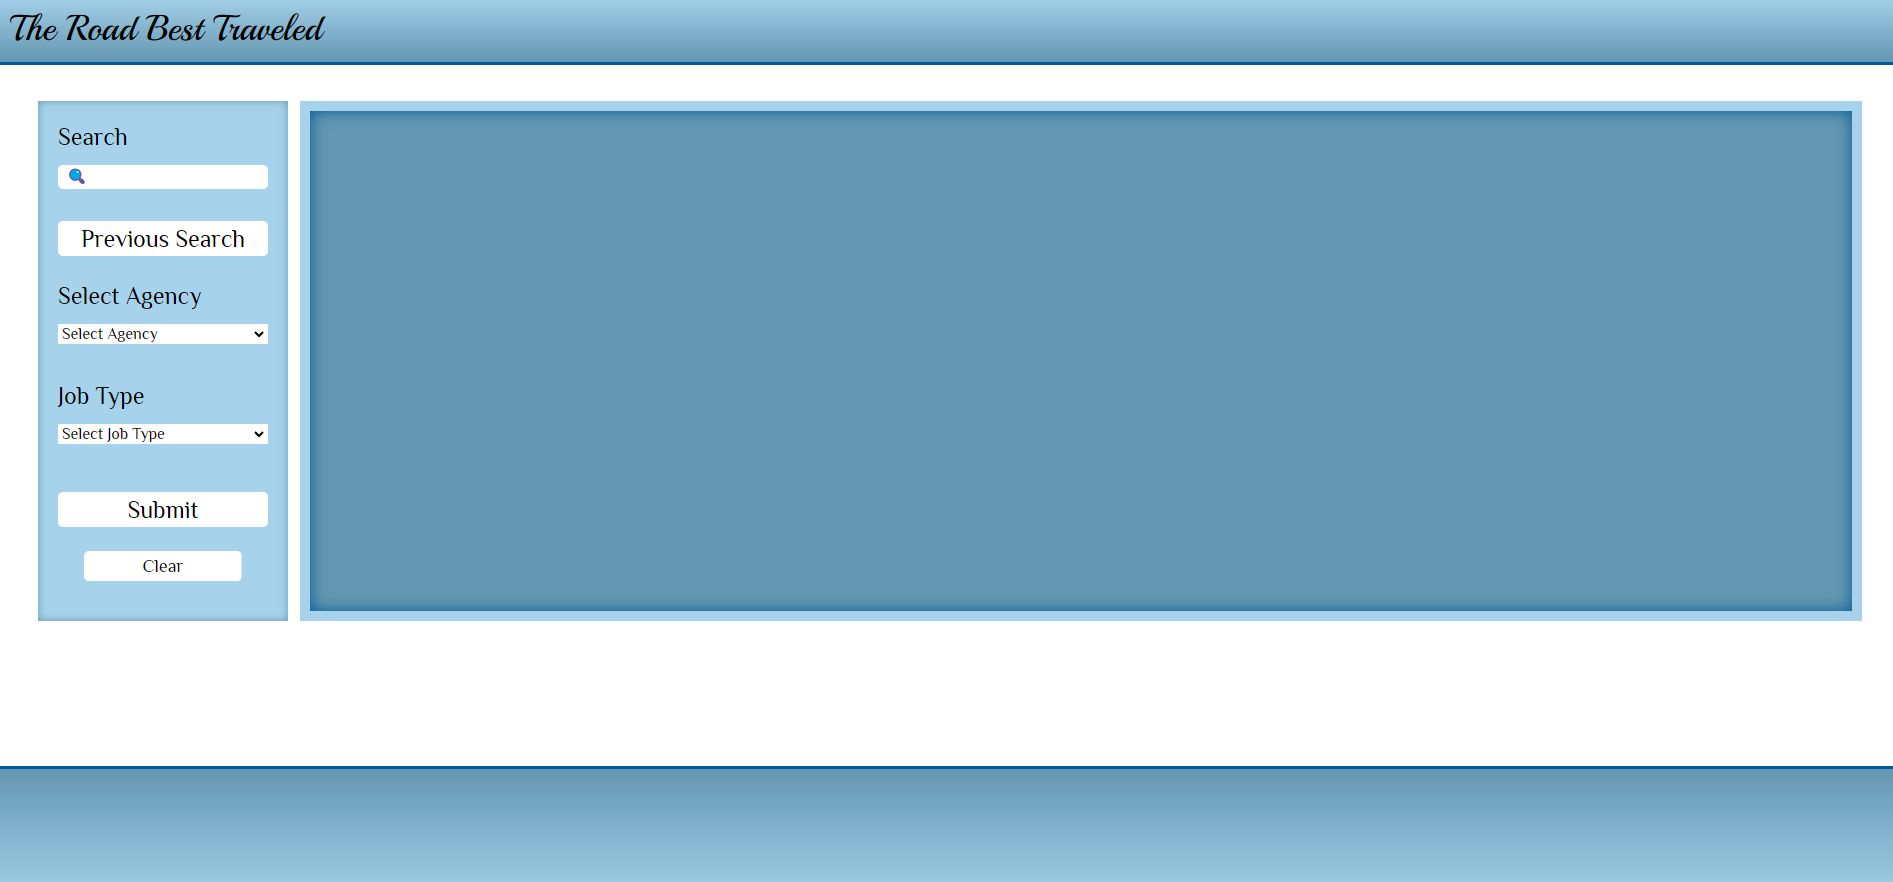 The Road Best Traveled
Search
Previous Search
Select Agency
Select Agency
Job Type
Select Job Type
Submit
Clear